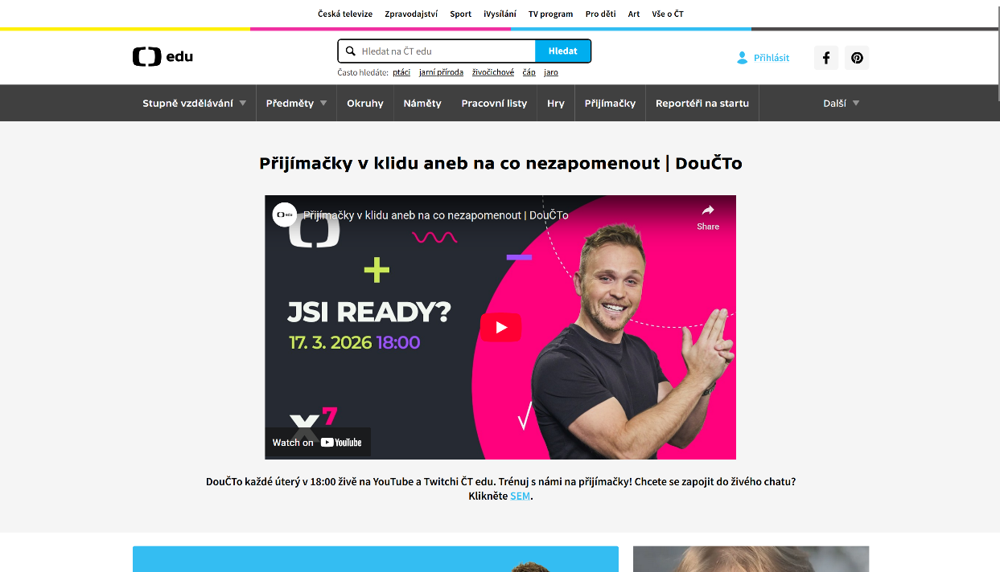 Česká televize Zpravodajství Sport iVysílání TV program Pro děti Art Vše o ČT
edu
Hledat na ČT edu
Hledat
Často hledáte: ptáci jarní příroda živočichové čáp jaro
Přihlásit
Stupně vzdělávání Předměty Okruhy Náměty Pracovní listy Hry Přijímačky Reportéři na startu Další
Přijímačky v klidu aneb na co nezapomenout | DoučTo
edu
Přijímačky v klidu aneb na co nezapomenout | DoučTo
Share
JSI READY?
17. 3. 2026 18:00
x7
Watch on YouTube
DoučTo každé úterý v 18:00 živě na YouTube a Twitchi ČT edu. Trénuj s námi na přijímačky! Chcete se zapojit do živého chatu?
Klikněte SEM.